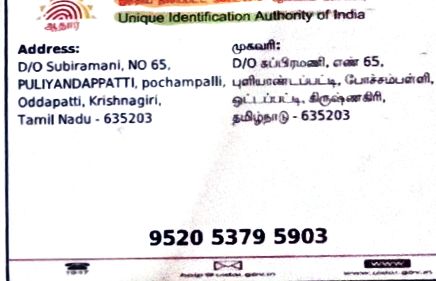 ஆதார்
Unique Identification Authority of India
Address:
D/O Subiramani, NO 65,
PULIYANDAPPATTI, pochampalli,
Oddapatti, Krishnagiri,
Tamil Nadu - 635203
முகவரி:
D/O சுப்பிரமணி, எண் 65,
புளியாண்டப்பட்டி, போச்சம்பள்ளி,
ஒட்டப்பட்டி, கிருஷ்ணகிரி,
தமிழ்நாடு - 635203
9520 5379 5903
1947
help@uidai.gov.in
www.uidai.gov.in